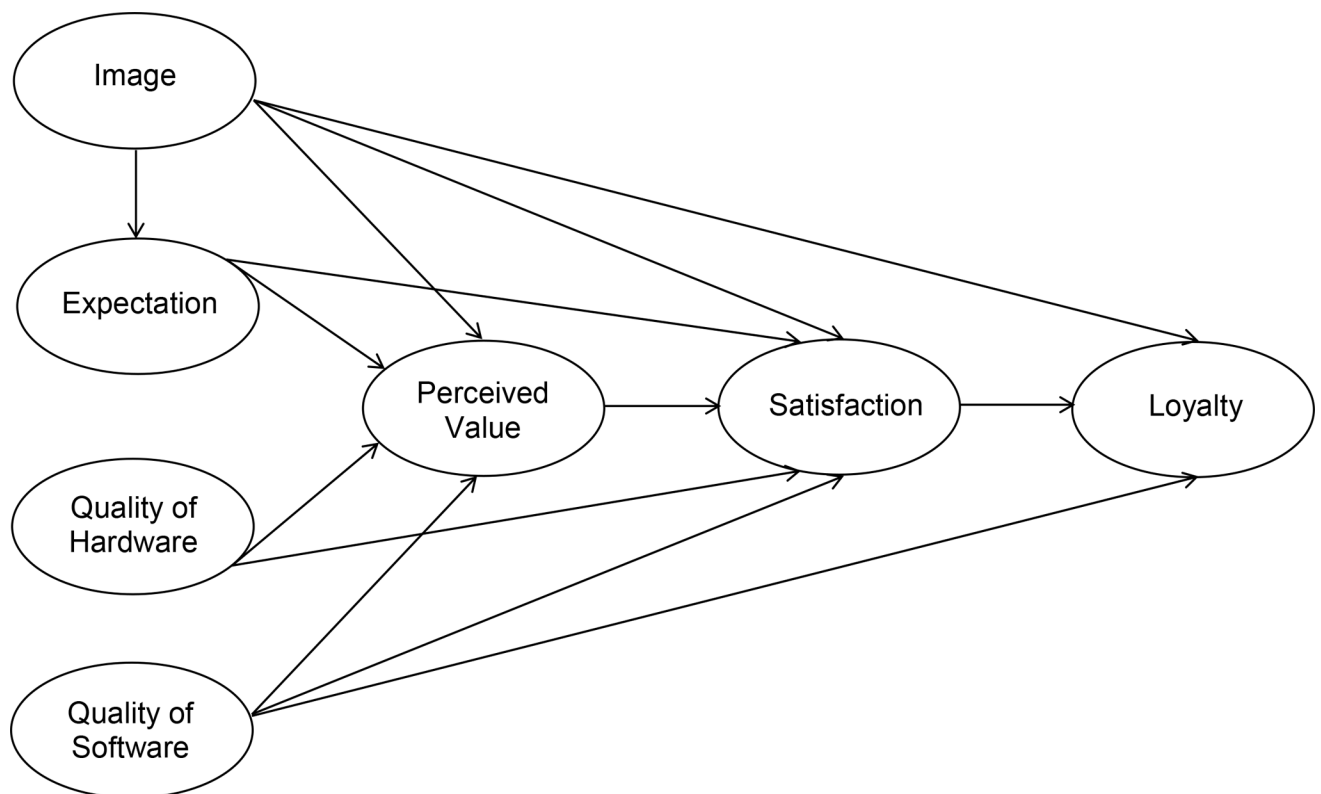 Image
Expectation
Perceived
Value
Satisfaction
Loyalty
Quality of
Hardware
Quality of
Software